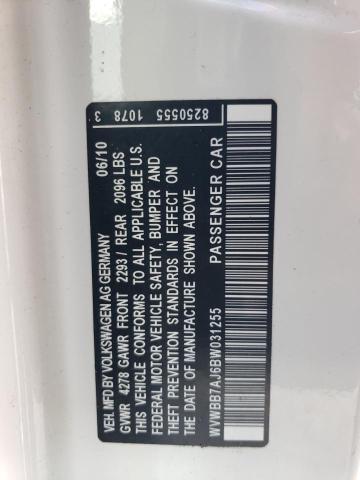 8250555 1078 3
VEH. MFD BY VOLKSWAGEN AG GERMANY 06/10
GVWR 4278 GAWR FRONT 2293/ REAR 2096 LBS
THIS VEHICLE CONFORMS TO ALL APPLICABLE U.S.
FEDERAL MOTOR VEHICLE SAFETY, BUMPER AND
THEFT PREVENTION STANDARDS IN EFFECT ON
THE DATE OF MANUFACTURE SHOWN ABOVE.
WVWBB7AJ6BW031255 PASSENGER CAR